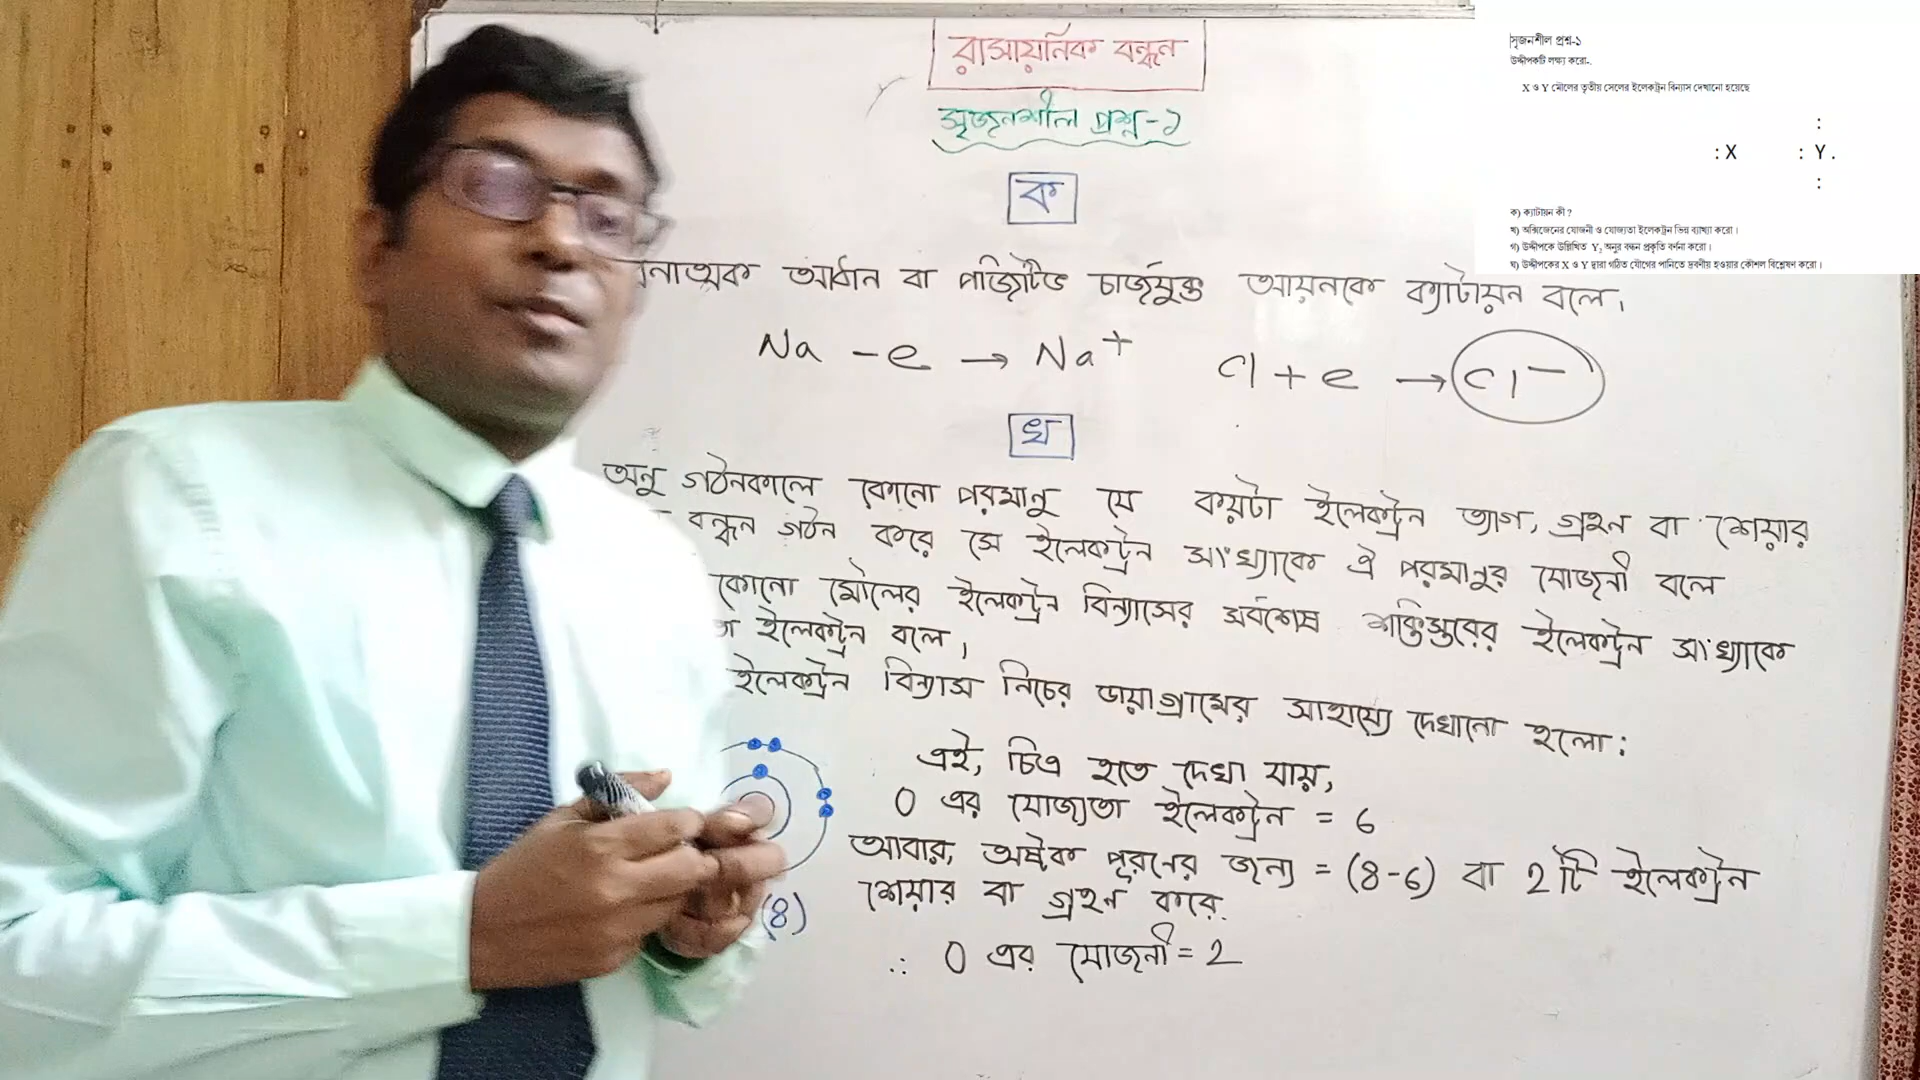 রাসায়নিক বন্ধন
সৃজনশীল প্রশ্ন-১
ক
নাত্মক আধান বা পজিটিভ চার্জযুক্ত আয়নকে ক্যাটায়ন বলে।
Na - e → Na⁺ Cl + e → Cl⁻
খ
অনু গঠনকালে কোনো পরমানু যে কয়টা ইলেকট্রন ত্যাগ, গ্রহন বা শেয়ার
বন্ধন গঠন করে সে ইলেকট্রন সংখ্যাকে ঐ পরমানুর যোজনী বলে
কোনো মৌলের ইলেকট্রন বিন্যাসের সর্বশেষ শক্তিস্তরের ইলেকট্রন সংখ্যাকে
ইলেকট্রন বলে,
ইলেকট্রন বিন্যাস নিচের ডায়াগ্রামের সাহায্যে দেখানো হলো:
এই, চিত্র হতে দেখা যায়,
O এর যোজ্যতা ইলেকট্রন = 6
আবার, অষ্টক পূরনের জন্য = (8-6) বা 2 টি ইলেকট্রন
শেয়ার বা গ্রহন করে.
(8)
∴ O এর যোজনী = 2
সৃজনশীল প্রশ্ন-১
উদ্দীপকটি লক্ষ্য করো-.
X ও Y মৌলের তৃতীয় সেলের ইলেকট্রন বিন্যাস দেখানো হয়েছে
:
: X : Y .
:
ক) ক্যাটায়ন কী ?
খ) অক্সিজেনের যোজনী ও যোজ্যতা ইলেকট্রন ভিন্ন ব্যাখ্যা করো।
গ) উদ্দীপকে উল্লিখিত Y₂ অনুর বন্ধন প্রকৃতি বর্ণনা করো।
ঘ) উদ্দীপকের X ও Y দ্বারা গঠিত যৌগের পানিতে দ্রবণীয় হওয়ার কৌশল বিশ্লেষণ করো।